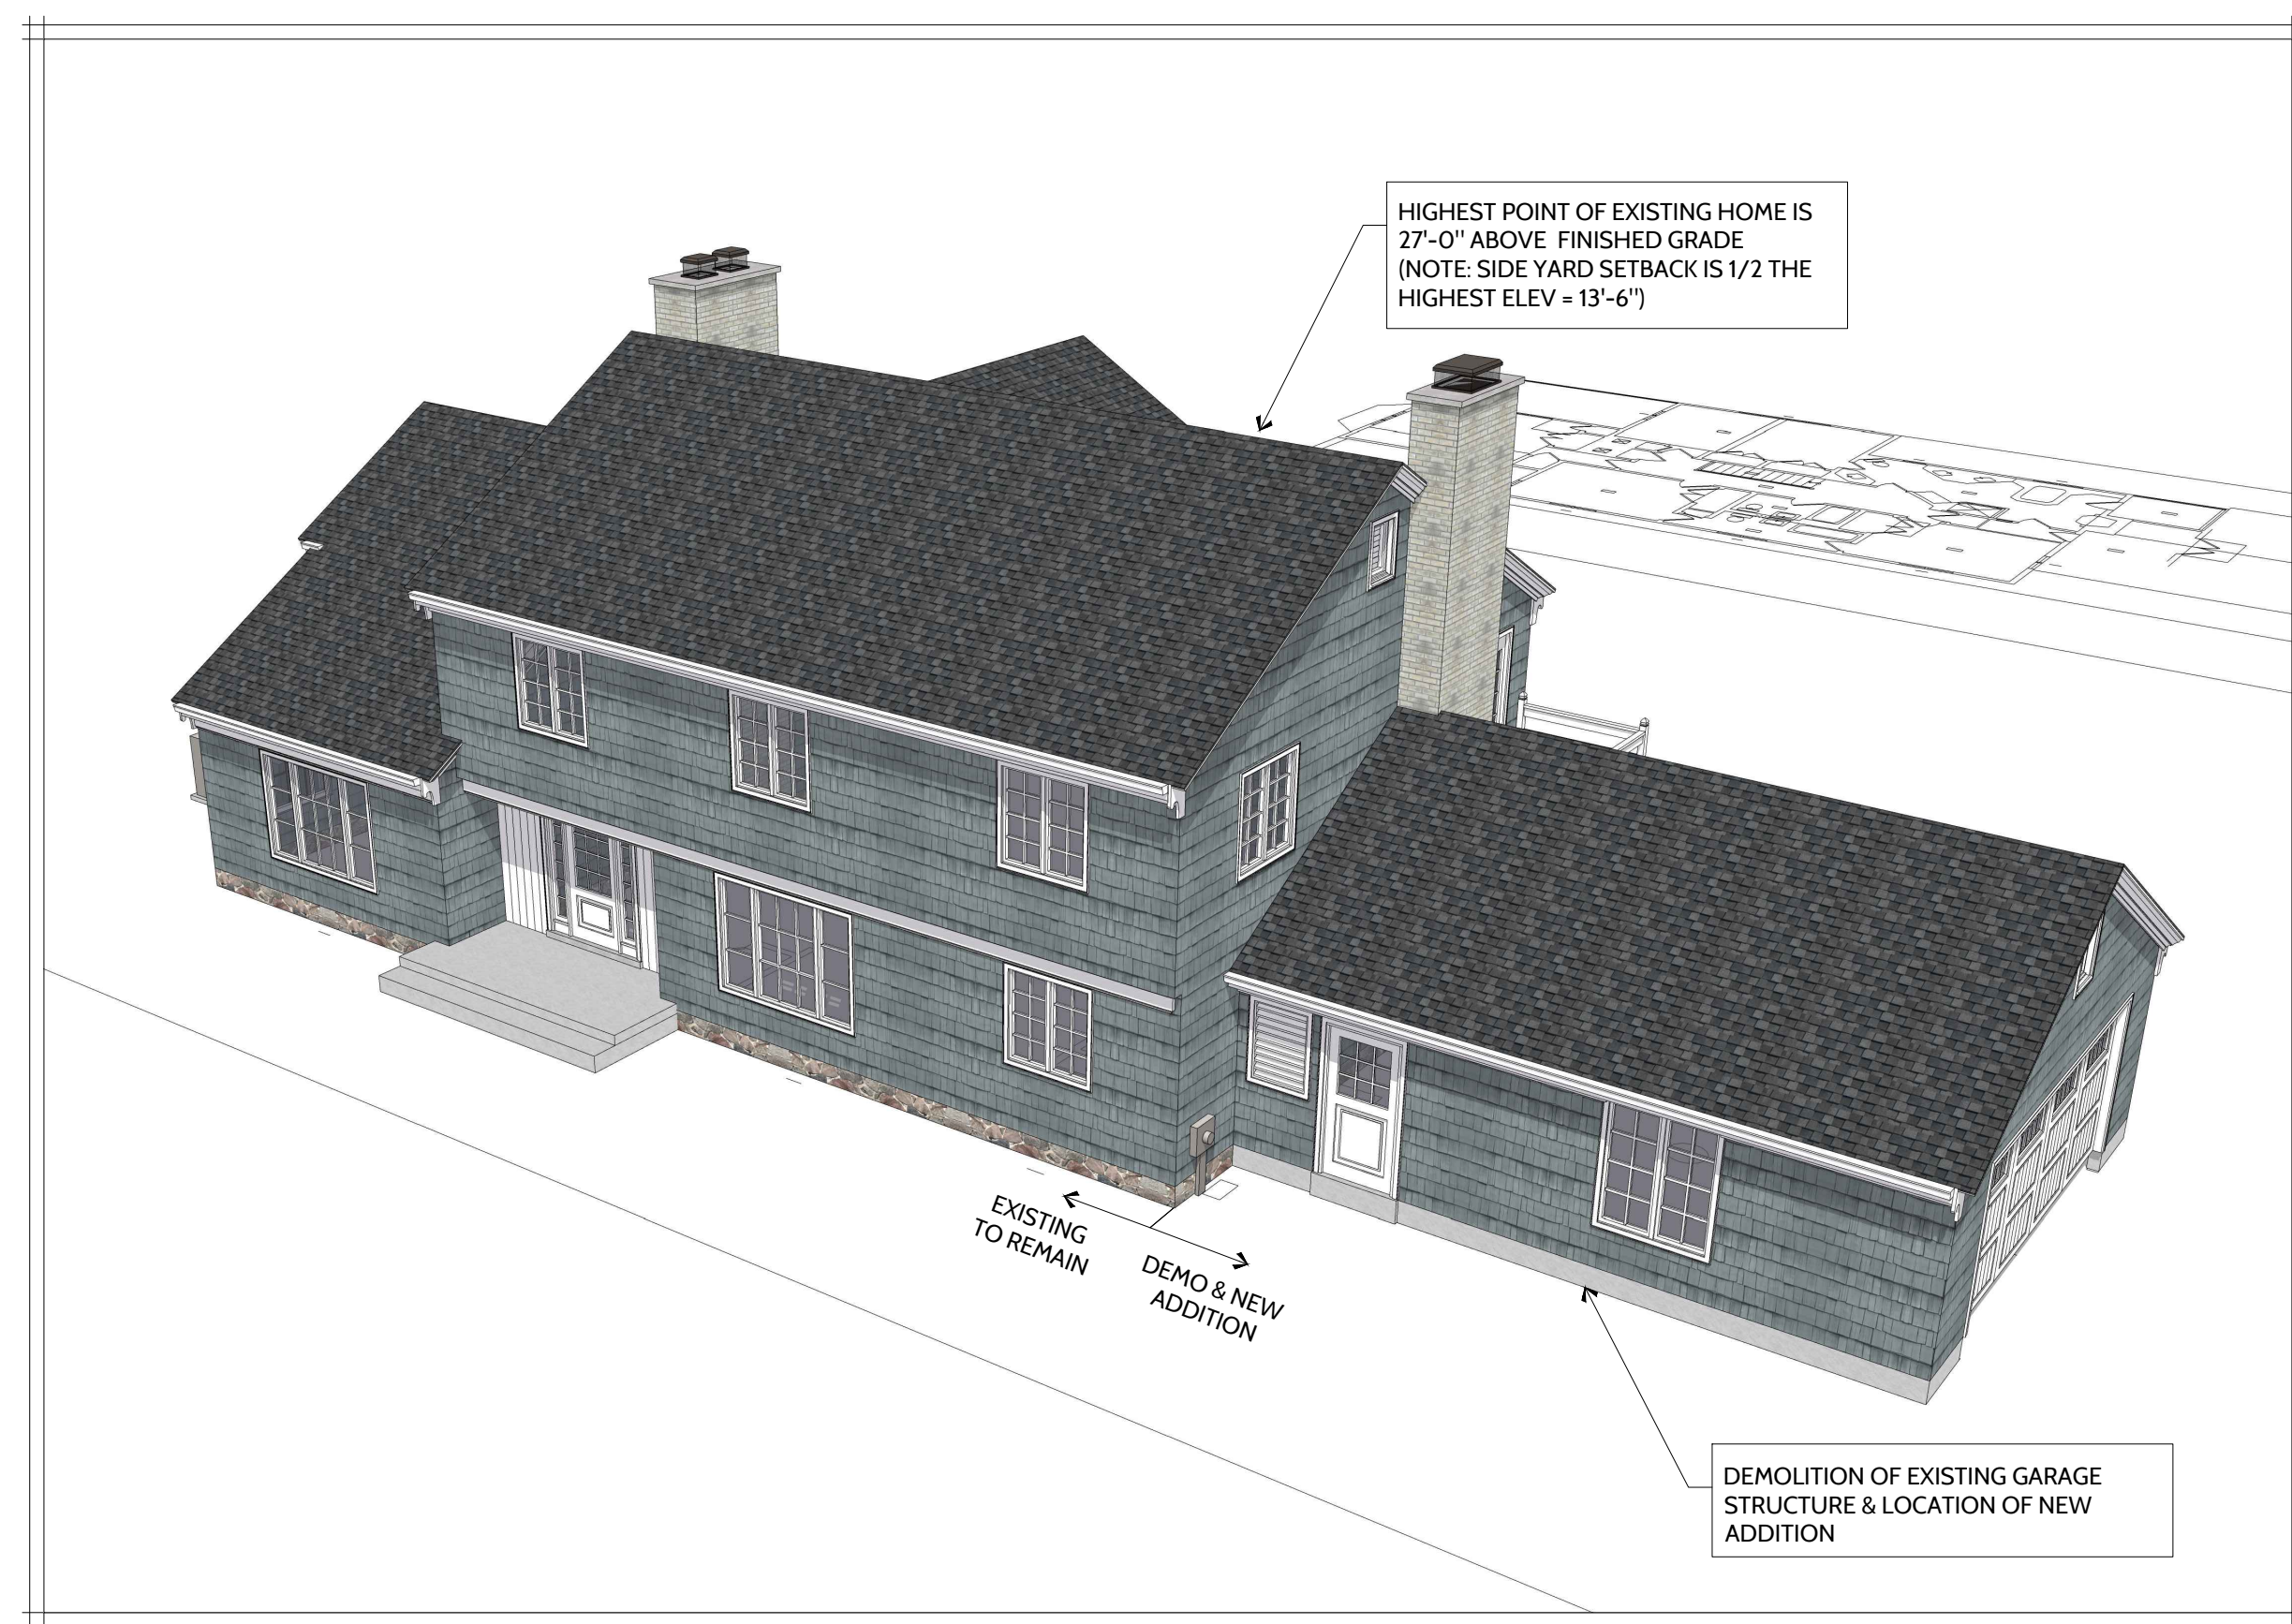 HIGHEST POINT OF EXISTING HOME IS
27'-0" ABOVE FINISHED GRADE
(NOTE: SIDE YARD SETBACK IS 1/2 THE
HIGHEST ELEV = 13'-6")
EXISTING
TO REMAIN
DEMO & NEW
ADDITION
DEMOLITION OF EXISTING GARAGE
STRUCTURE & LOCATION OF NEW
ADDITION